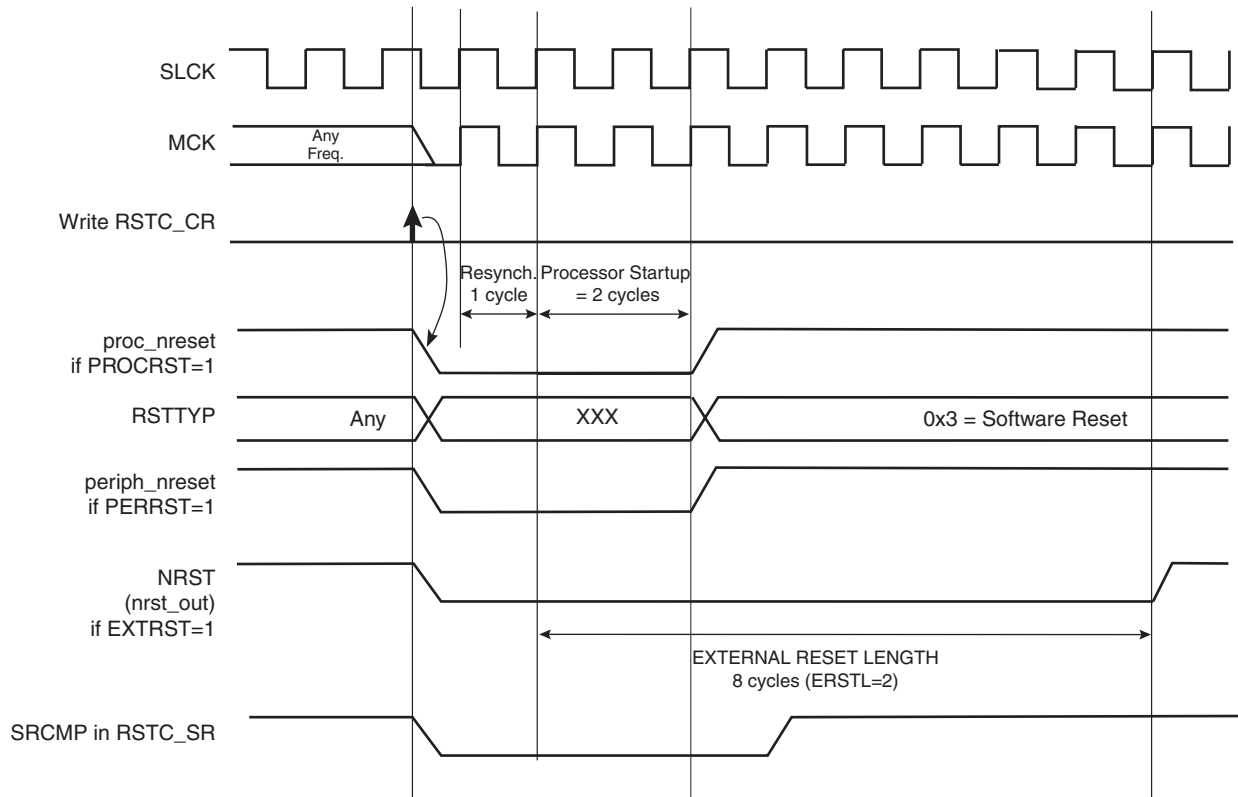 SLCK
MCK
Any
Freq.
Write RSTC_CR
Resynch.
1 cycle
Processor Startup
= 2 cycles
proc_nreset
if PROCRST=1
RSTTYP
Any
XXX
0x3 = Software Reset
periph_nreset
if PERRST=1
NRST
(nrst_out)
if EXTRST=1
EXTERNAL RESET LENGTH
8 cycles (ERSTL=2)
SRCMP in RSTC_SR